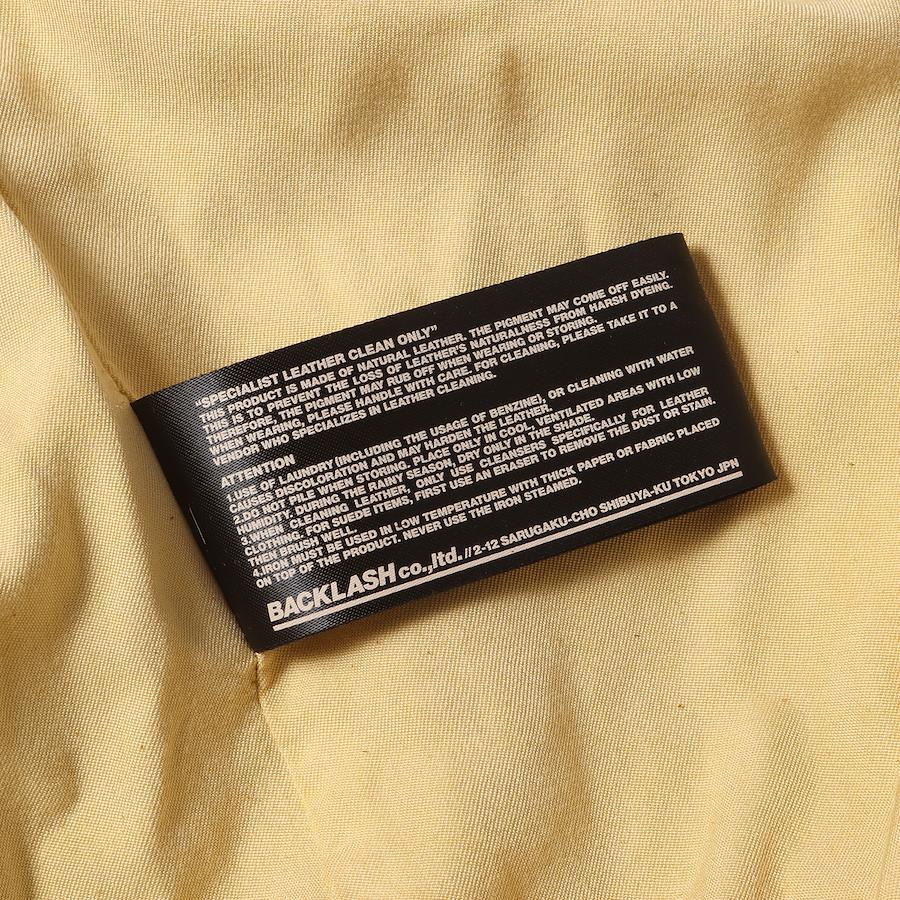 "SPECIALIST LEATHER CLEAN ONLY"
THIS PRODUCT IS MADE OF NATURAL LEATHER. THE PIGMENT MAY COME OFF EASILY.
THIS IS TO PREVENT THE LOSS OF LEATHER'S NATURALNESS FROM HARSH DYEING.
THEREFORE, THE PIGMENT MAY RUB OFF WHEN WEARING OR STORING.
WHEN WEARING, PLEASE HANDLE WITH CARE. FOR CLEANING, PLEASE TAKE IT TO A
VENDOR WHO SPECIALIZES IN LEATHER CLEANING.
ATTENTION
1.USE OF LAUNDRY (INCLUDING THE USAGE OF BENZINE), OR CLEANING WITH WATER
CAUSES DISCOLORATION AND MAY HARDEN THE LEATHER.
2.DO NOT PILE WHEN STORING. PLACE ONLY IN COOL, VENTILATED AREAS WITH LOW
HUMIDITY. DURING THE RAINY SEASON, DRY ONLY IN THE SHADE.
3.WHEN CLEANING LEATHER, ONLY USE CLEANSERS SPECIFICALLY FOR LEATHER
CLOTHING. FOR SUEDE ITEMS, FIRST USE AN ERASER TO REMOVE THE DUST OR STAIN.
THEN BRUSH WELL.
4.IRON MUST BE USED IN LOW TEMPERATURE WITH THICK PAPER OR FABRIC PLACED
ON TOP OF THE PRODUCT. NEVER USE THE IRON STEAMED.
BACKLASH co.,ltd. // 2-12 SARUGAKU-CHO SHIBUYA-KU TOKYO JPN